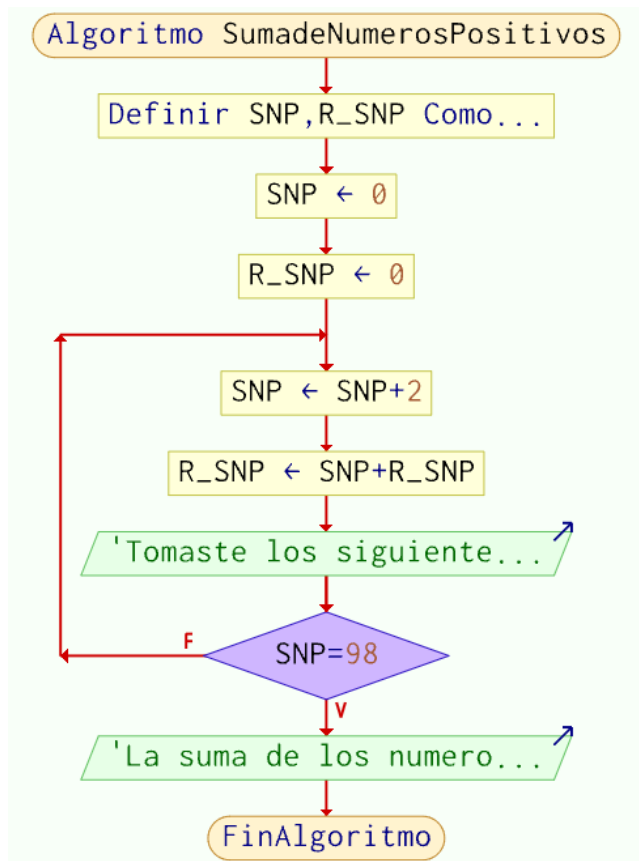 Algoritmo SumadeNumerosPositivos
Definir SNP,R_SNP Como...
SNP ← 0
R_SNP ← 0
SNP ← SNP+2
R_SNP ← SNP+R_SNP
'Tomaste los siguiente...
F
SNP=98
V
'La suma de los numero...
FinAlgoritmo